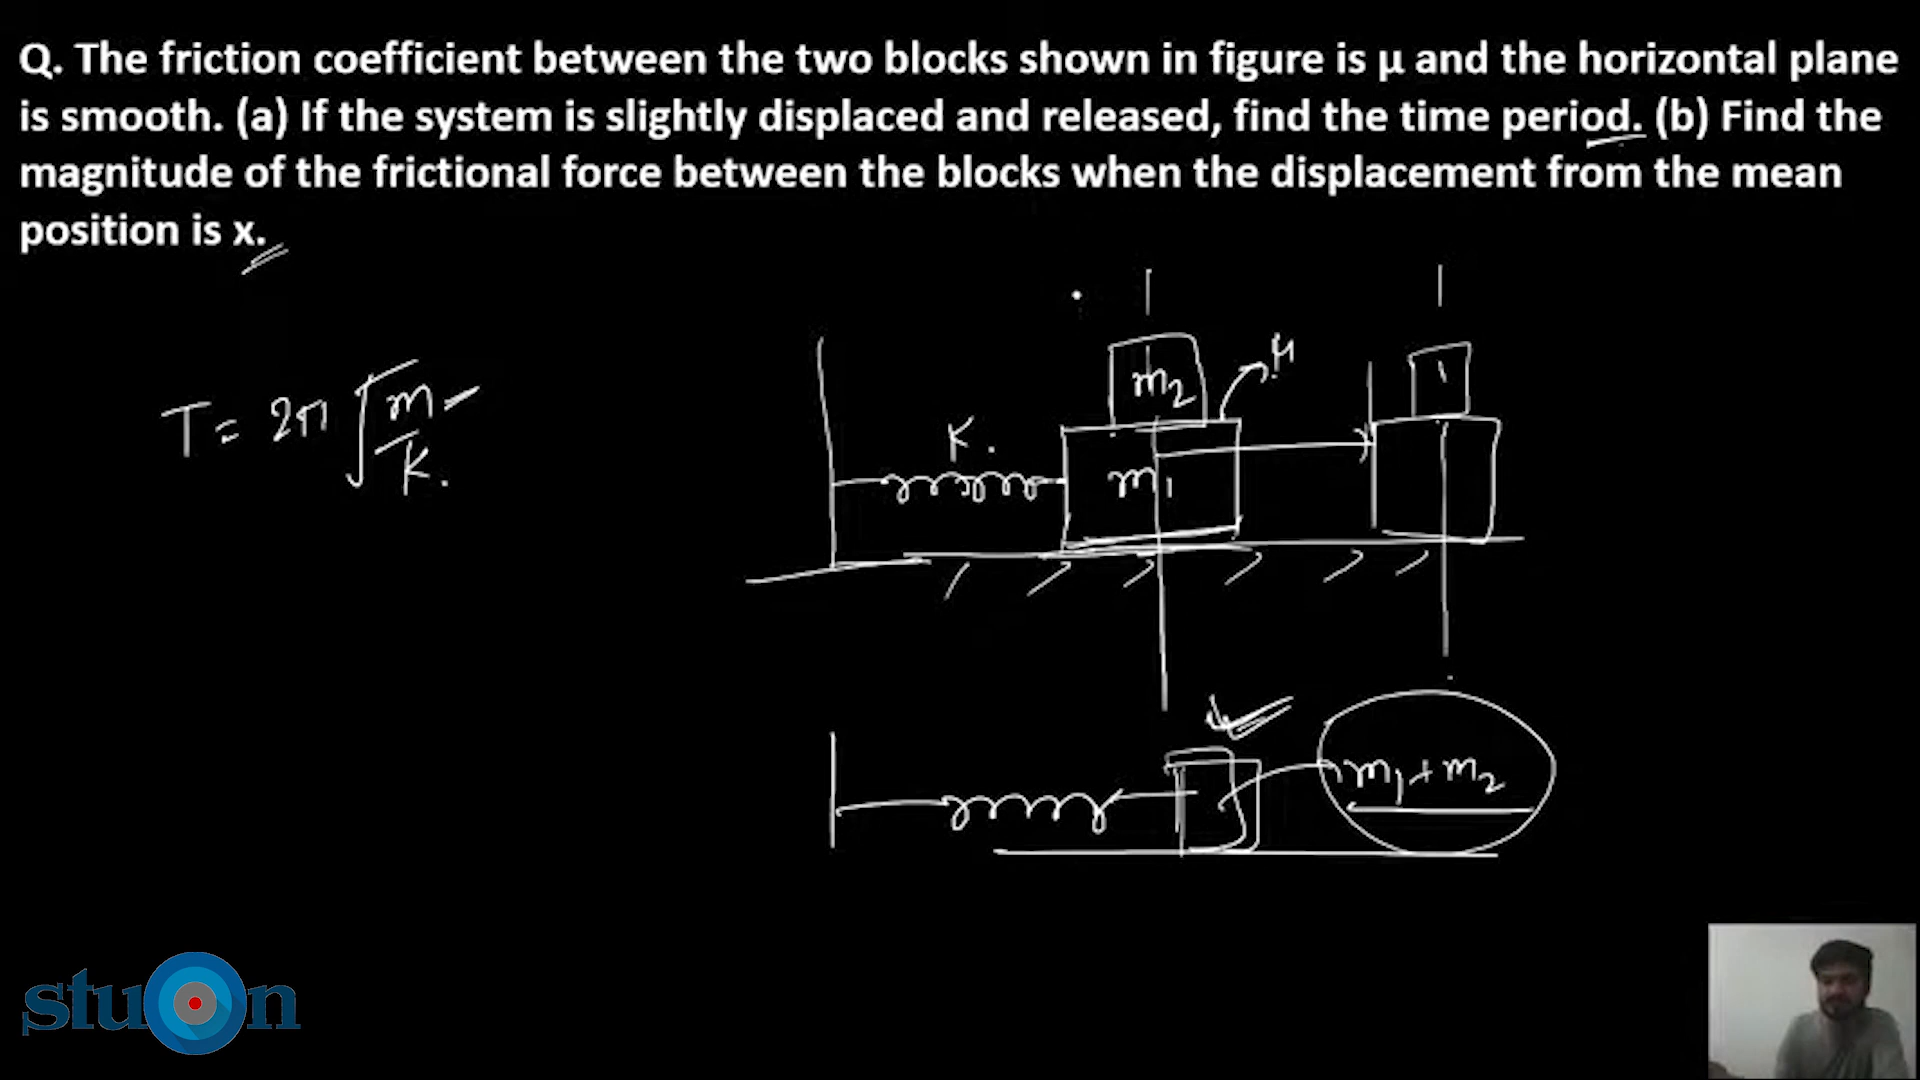 Q. The friction coefficient between the two blocks shown in figure is μ and the horizontal plane
is smooth. (a) If the system is slightly displaced and released, find the time period. (b) Find the
magnitude of the frictional force between the blocks when the displacement from the mean
position is x.
T = 2π √m/K.
m2
μ
K.
m1
m1+m2
stuon